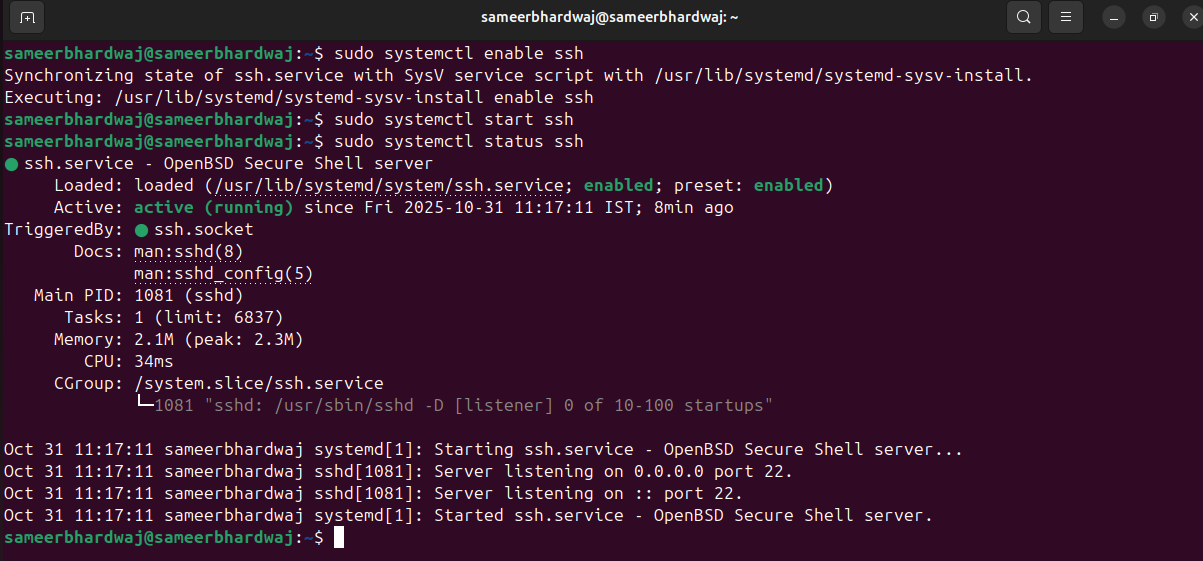 sameerbhardwaj@sameerbhardwaj: ~
sameerbhardwaj@sameerbhardwaj:~$ sudo systemctl enable ssh
Synchronizing state of ssh.service with SysV service script with /usr/lib/systemd/systemd-sysv-install.
Executing: /usr/lib/systemd/systemd-sysv-install enable ssh
sameerbhardwaj@sameerbhardwaj:~$ sudo systemctl start ssh
sameerbhardwaj@sameerbhardwaj:~$ sudo systemctl status ssh
● ssh.service - OpenBSD Secure Shell server
     Loaded: loaded (/usr/lib/systemd/system/ssh.service; enabled; preset: enabled)
     Active: active (running) since Fri 2025-10-31 11:17:11 IST; 8min ago
TriggeredBy: ● ssh.socket
       Docs: man:sshd(8)
             man:sshd_config(5)
   Main PID: 1081 (sshd)
      Tasks: 1 (limit: 6837)
     Memory: 2.1M (peak: 2.3M)
        CPU: 34ms
     CGroup: /system.slice/ssh.service
             └─1081 "sshd: /usr/sbin/sshd -D [listener] 0 of 10-100 startups"
Oct 31 11:17:11 sameerbhardwaj systemd[1]: Starting ssh.service - OpenBSD Secure Shell server...
Oct 31 11:17:11 sameerbhardwaj sshd[1081]: Server listening on 0.0.0.0 port 22.
Oct 31 11:17:11 sameerbhardwaj sshd[1081]: Server listening on :: port 22.
Oct 31 11:17:11 sameerbhardwaj systemd[1]: Started ssh.service - OpenBSD Secure Shell server.
sameerbhardwaj@sameerbhardwaj:~$